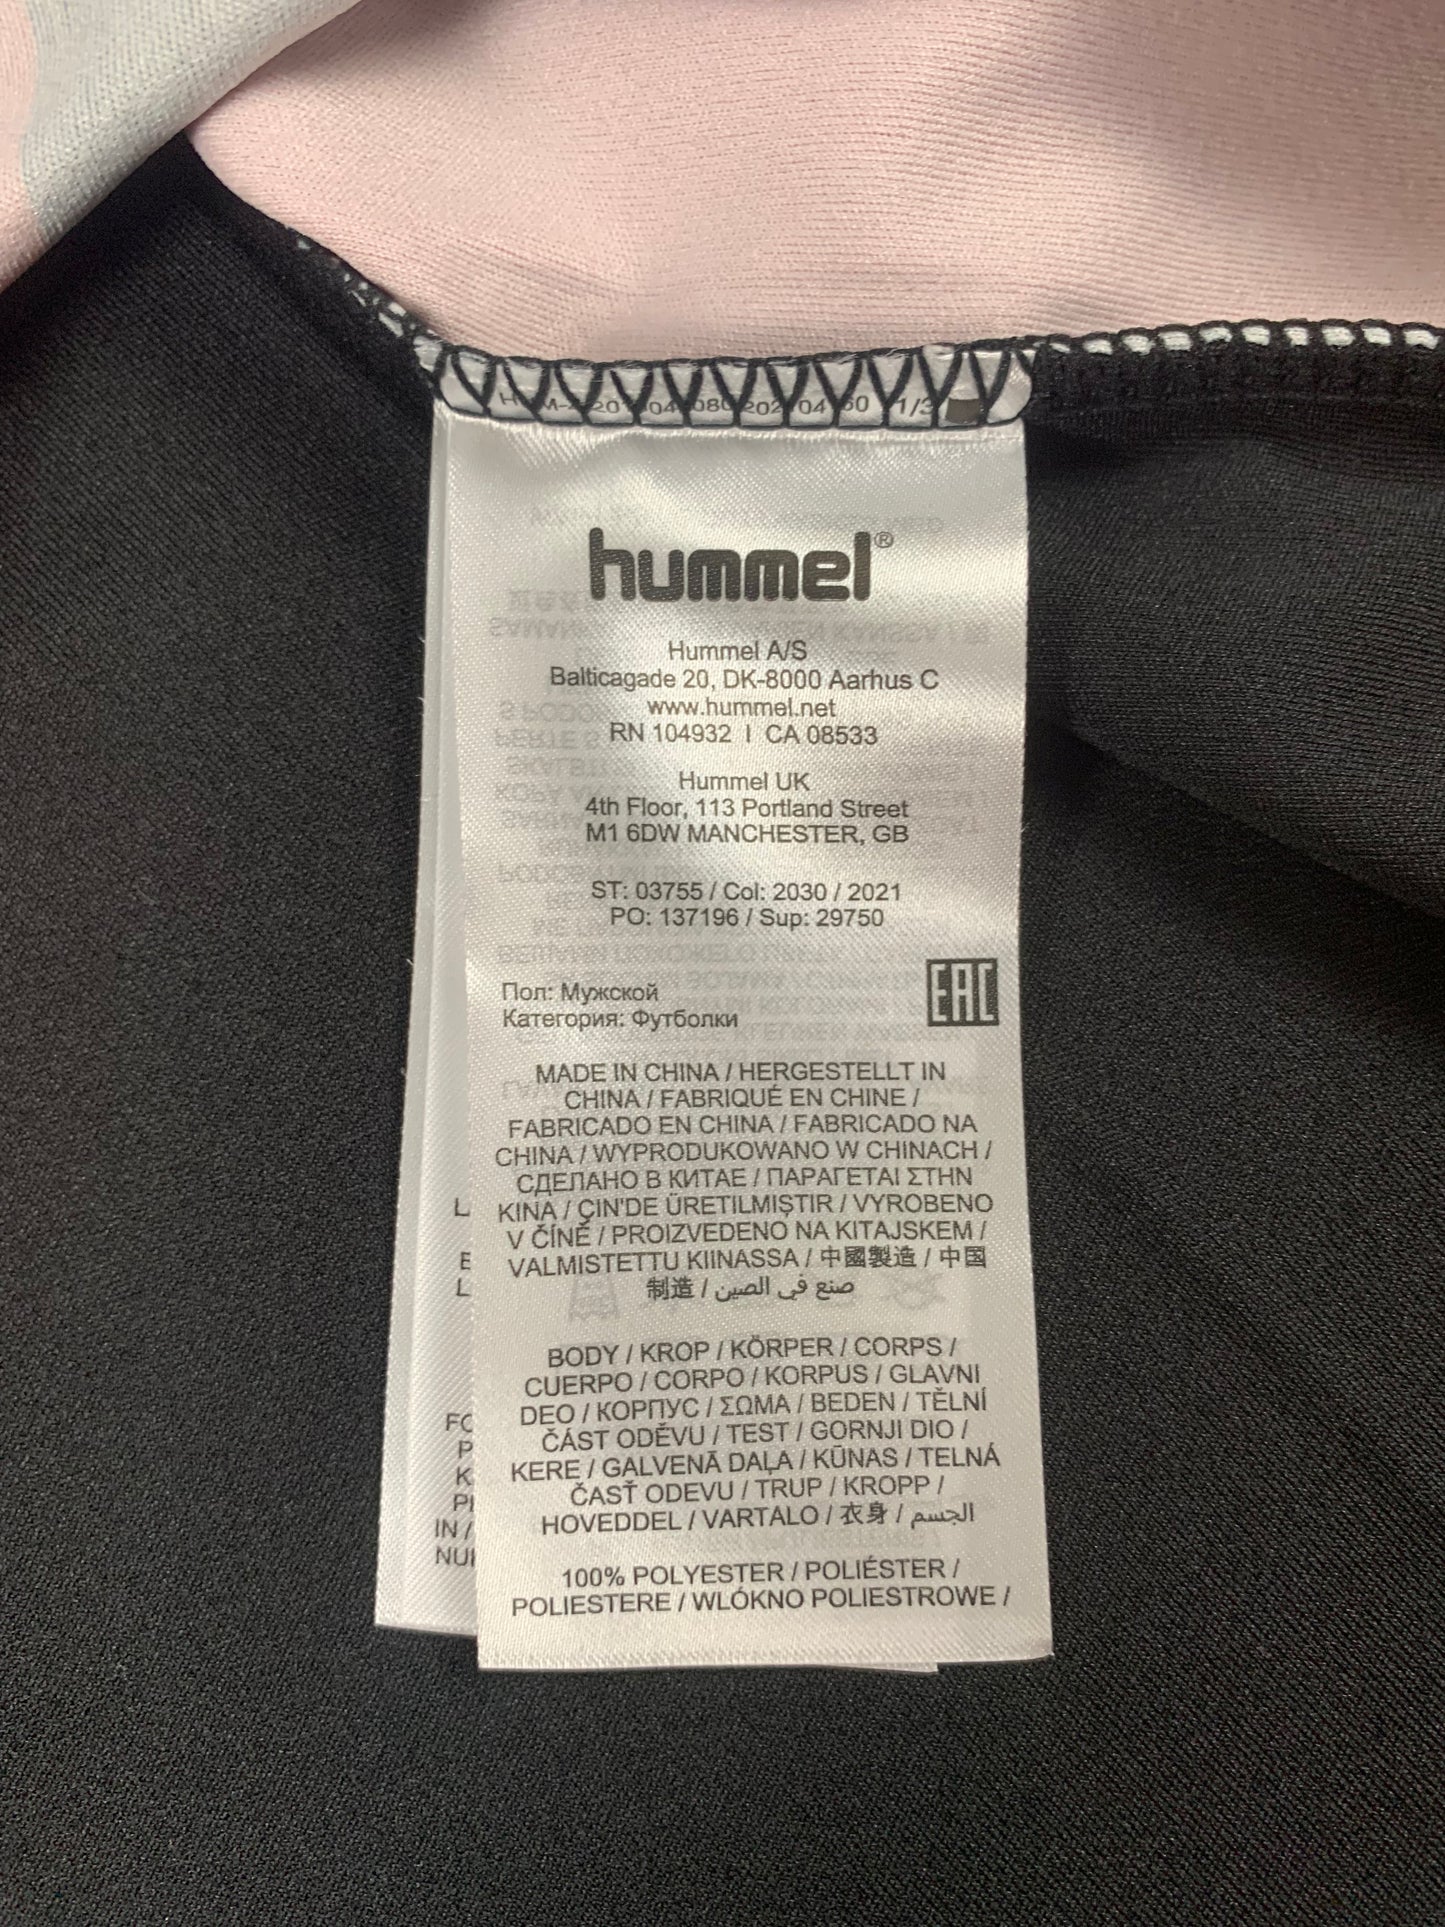 1/3
hummel®
Hummel A/S
Balticagade 20, DK-8000 Aarhus C
www.hummel.net
RN 104932 I CA 08533
Hummel UK
4th Floor, 113 Portland Street
M1 6DW MANCHESTER, GB
ST: 03755 / Col: 2030 / 2021
PO: 137196 / Sup: 29750
Пол: Мужской
Категория: Футболки
EAC
MADE IN CHINA / HERGESTELLT IN
CHINA / FABRIQUÉ EN CHINE /
FABRICADO EN CHINA / FABRICADO NA
CHINA / WYPRODUKOWANO W CHINACH /
СДЕЛАНО В КИТАЕ / ΠΑΡΑΓΕΤΑΙ ΣΤΗΝ
KINA / ÇIN'DE ÜRETILMIŞTIR / VYROBENO
V ČÍNĚ / PROIZVEDENO NA KITAJSKEM /
VALMISTETTU KIINASSA / 中國製造 / 中国
制造 / صنع في الصين
BODY / KROP / KÖRPER / CORPS /
CUERPO / CORPO / KORPUS / GLAVNI
DEO / КОРПУС / ΣΩΜΑ / BEDEN / TĚLNÍ
ČÁST ODĚVU / TEST / GORNJI DIO /
KERE / GALVENĀ DAĻA / KŪNAS / TELNÁ
ČASŤ ODEVU / TRUP / KROPP /
HOVEDDEL / VARTALO / 衣身 / الجسم
100% POLYESTER / POLIÉSTER /
POLIESTERE / WLÓKNO POLIESTROWE /